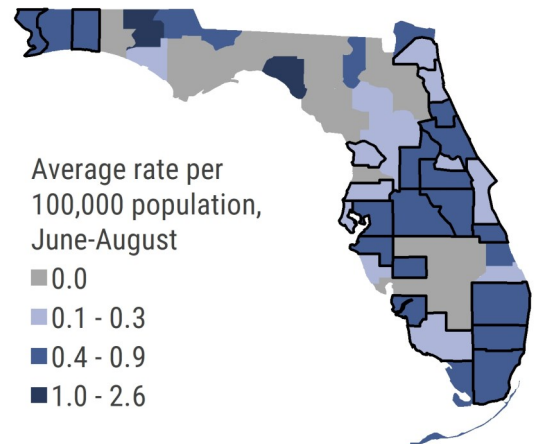 Average rate per
100,000 population,
June-August
0.0
0.1 - 0.3
0.4 - 0.9
1.0 - 2.6